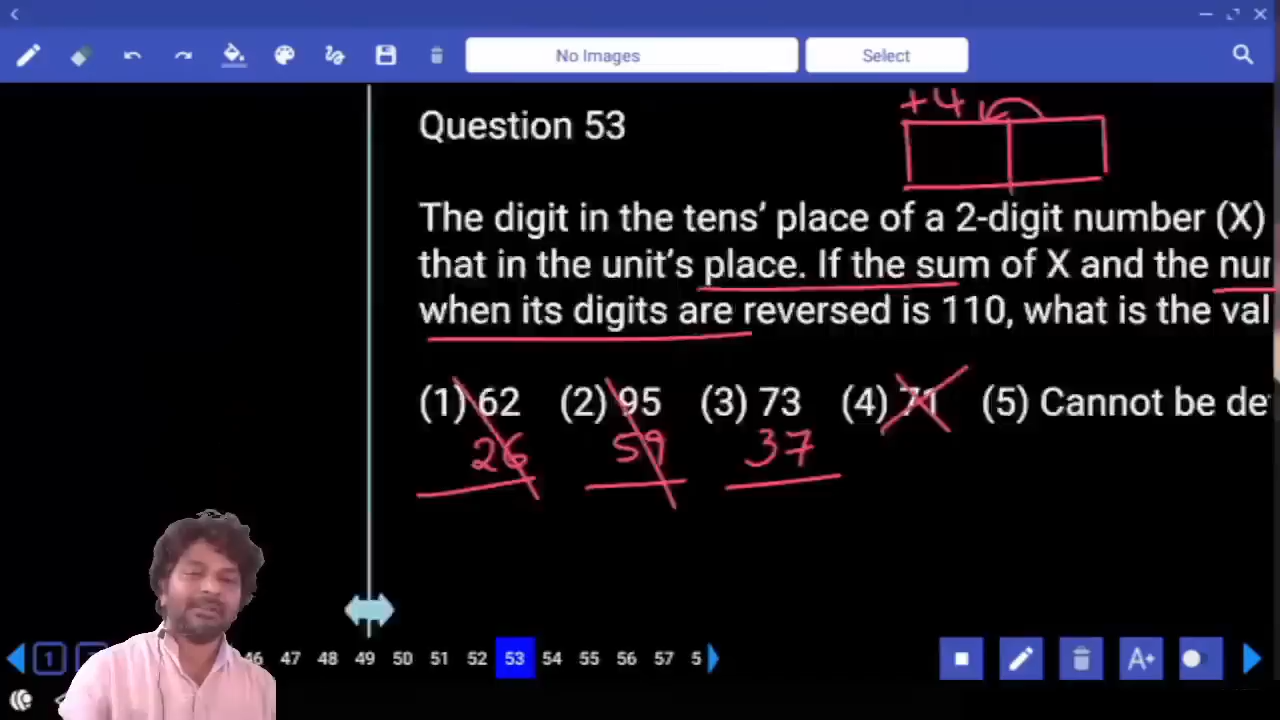 No Images
Select
+4
Question 53
The digit in the tens’ place of a 2-digit number (X)
that in the unit’s place. If the sum of X and the
when its digits are reversed is 110, what is the
(1) 62 (2) 95 (3) 73 (4) 71 (5) Cannot be
26 59 37
1 46 47 48 49 50 51 52 53 54 55 56 57 5
A+